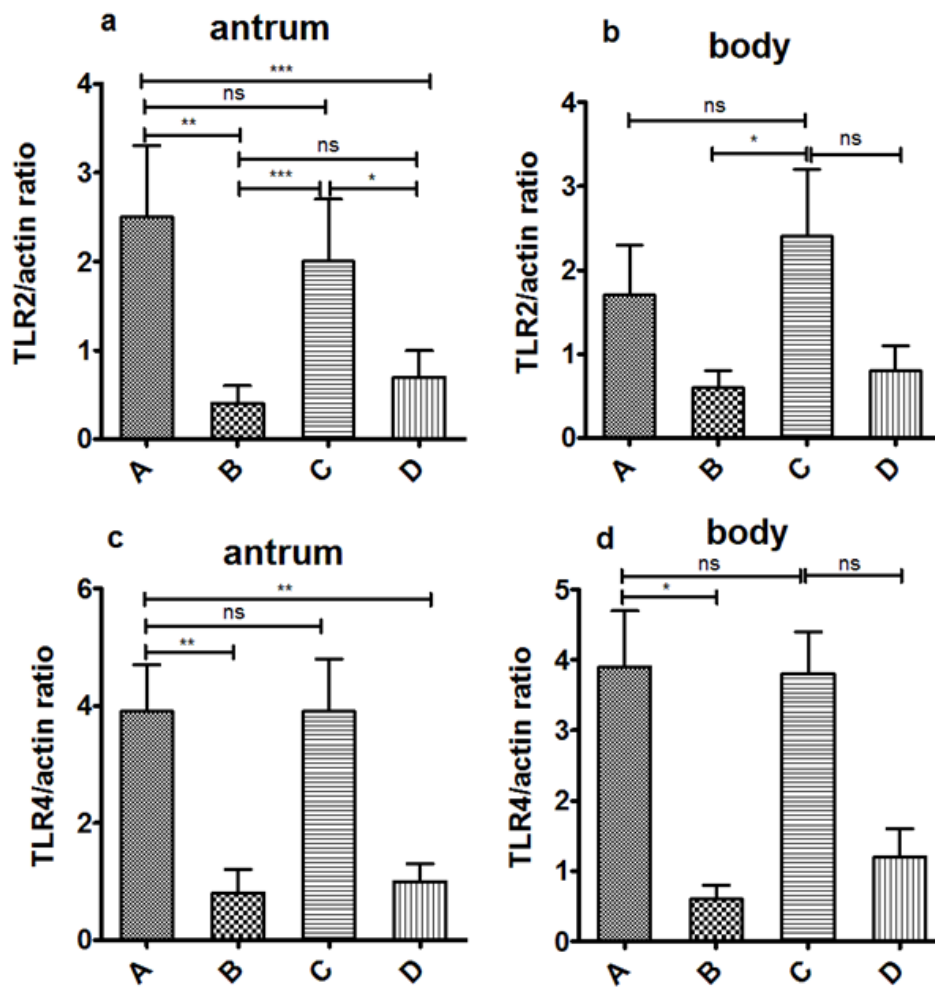 a
antrum
TLR2/actin ratio
4
3
2
1
0
***
ns
**
ns
***
*
A
B
C
D
b
body
TLR2/actin ratio
4
3
2
1
0
ns
*
ns
A
B
C
D
c
antrum
TLR4/actin ratio
6
4
2
0
**
ns
**
A
B
C
D
d
body
TLR4/actin ratio
5
4
3
2
1
0
ns
ns
*
A
B
C
D